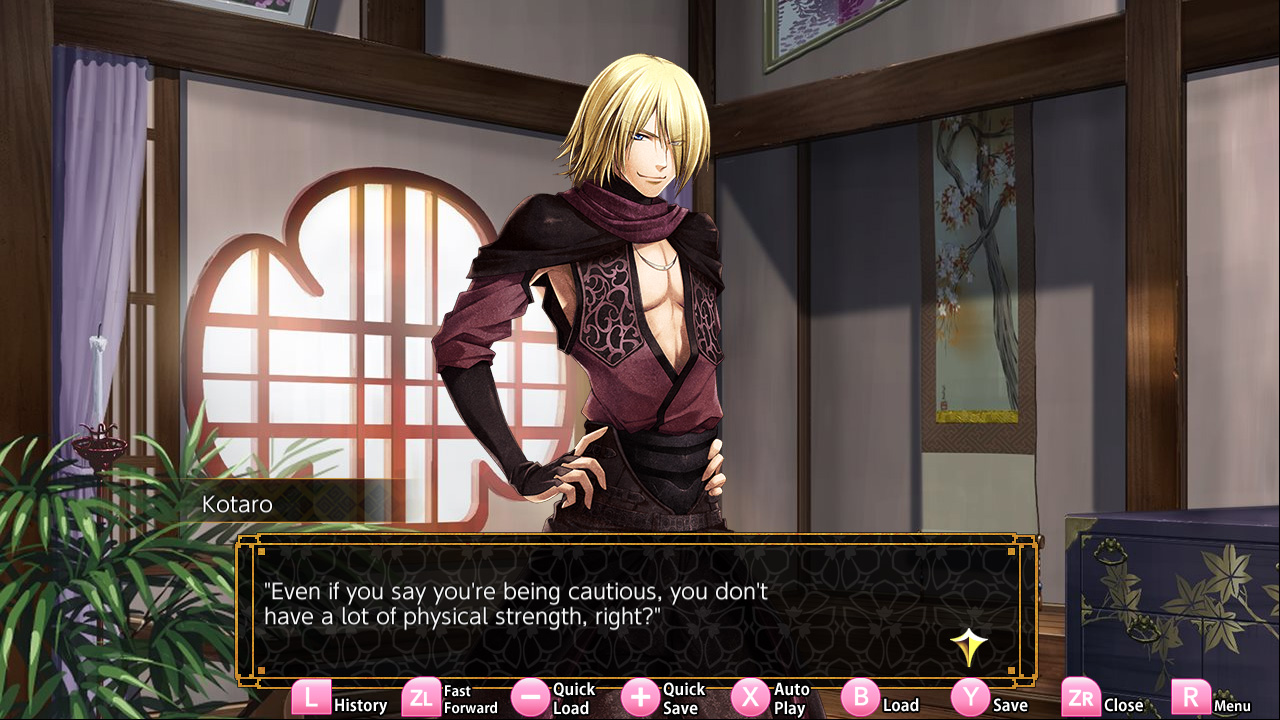 Kotaro
"Even if you say you're being cautious, you don't
have a lot of physical strength, right?"
L History
ZL Fast
Forward
− Quick
Load
+ Quick
Save
X Auto
Play
B Load
Y Save
ZR Close
R Menu